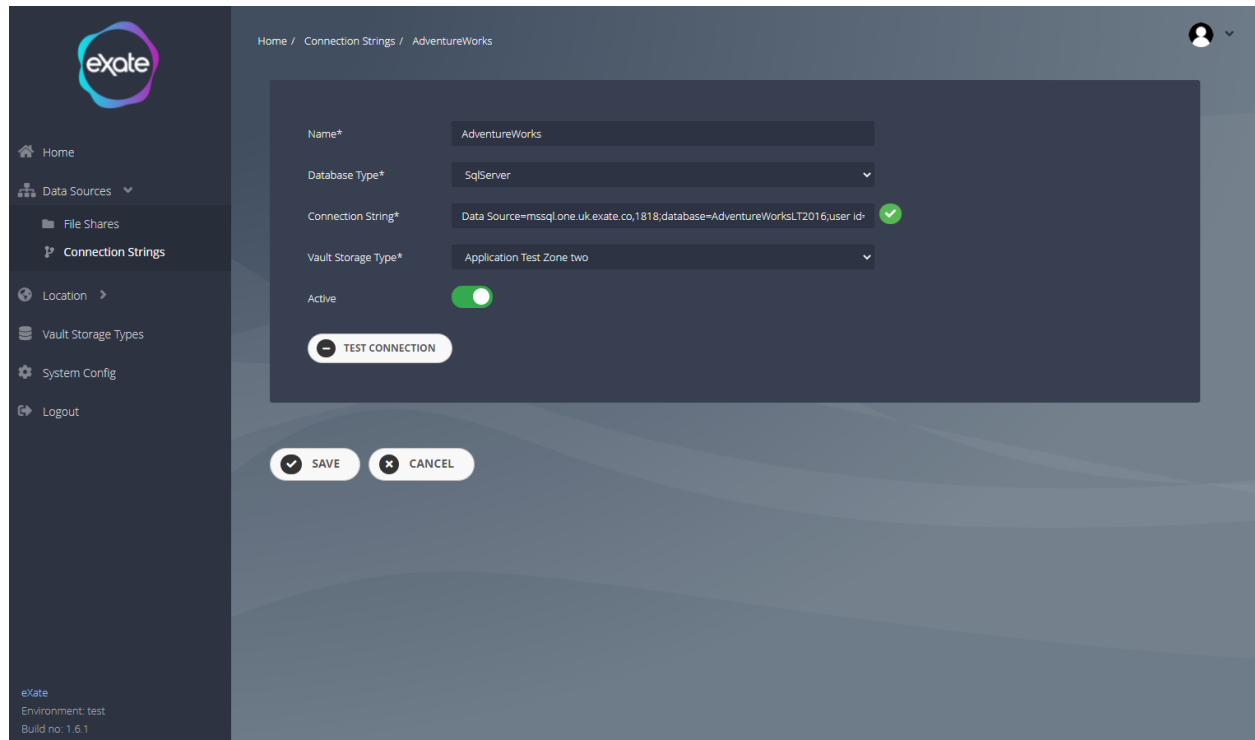 exate
Home
Data Sources
File Shares
Connection Strings
Location
Vault Storage Types
System Config
Logout
eXate
Environment: test
Build no: 1.6.1
Home / Connection Strings / AdventureWorks
Name* AdventureWorks
Database Type* SqlServer
Connection String* Data Source=mssql.one.uk.exate.co,1818;database=AdventureWorksLT2016;user id=
Vault Storage Type* Application Test Zone two
Active
TEST CONNECTION
SAVE CANCEL